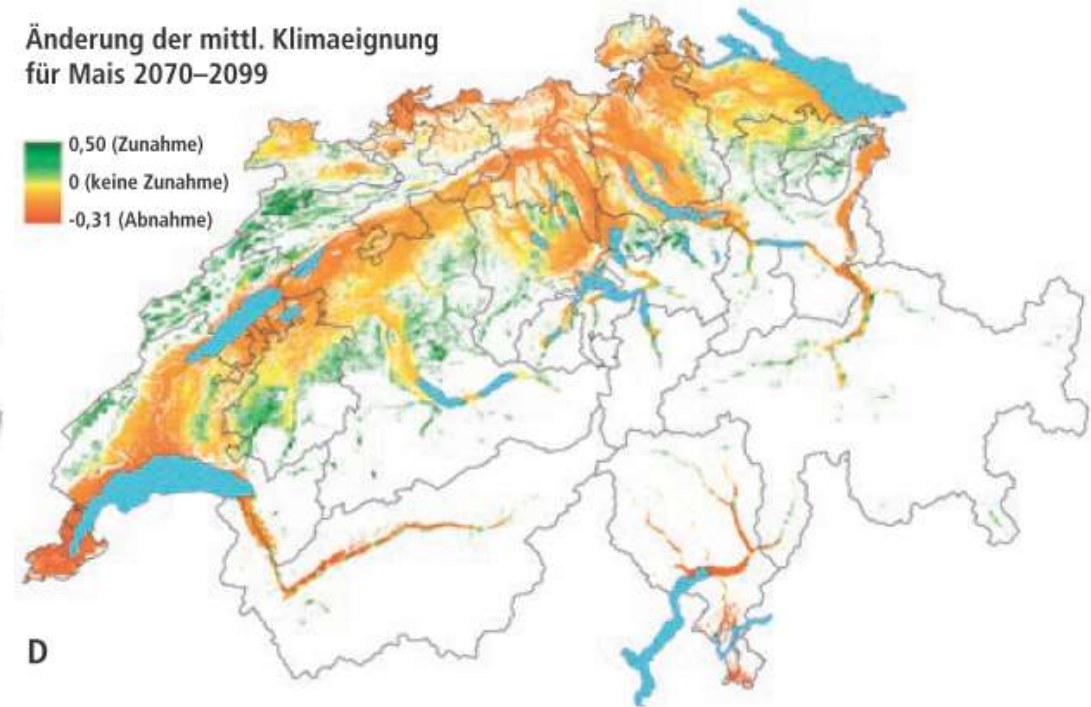 Änderung der mittl. Klimaeignung
für Mais 2070–2099
0,50 (Zunahme)
0 (keine Zunahme)
-0,31 (Abnahme)
D